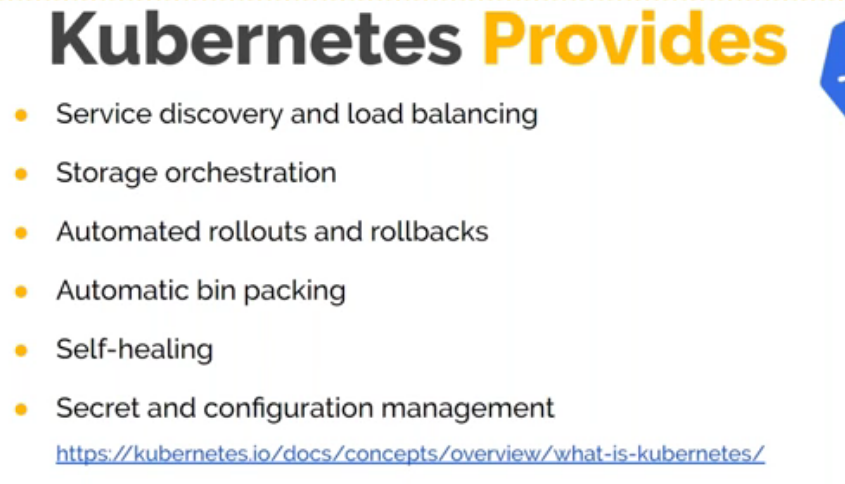 Kubernetes Provides
Service discovery and load balancing
Storage orchestration
Automated rollouts and rollbacks
Automatic bin packing
Self-healing
Secret and configuration management
https://kubernetes.io/docs/concepts/overview/what-is-kubernetes/